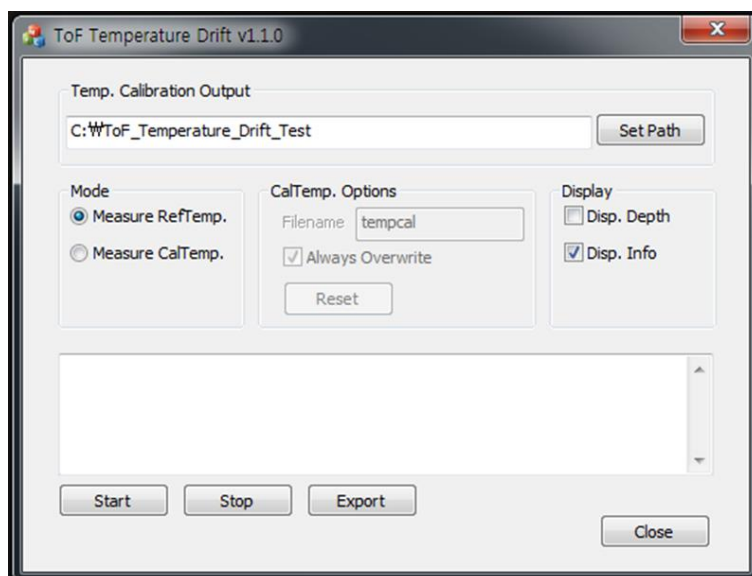 ToF Temperature Drift v1.1.0
Temp. Calibration Output
C:₩ToF_Temperature_Drift_Test
Set Path
Mode
Measure RefTemp.
Measure CalTemp.
CalTemp. Options
Filename tempcal
Always Overwrite
Reset
Display
Disp. Depth
Disp. Info
Start Stop Export
Close